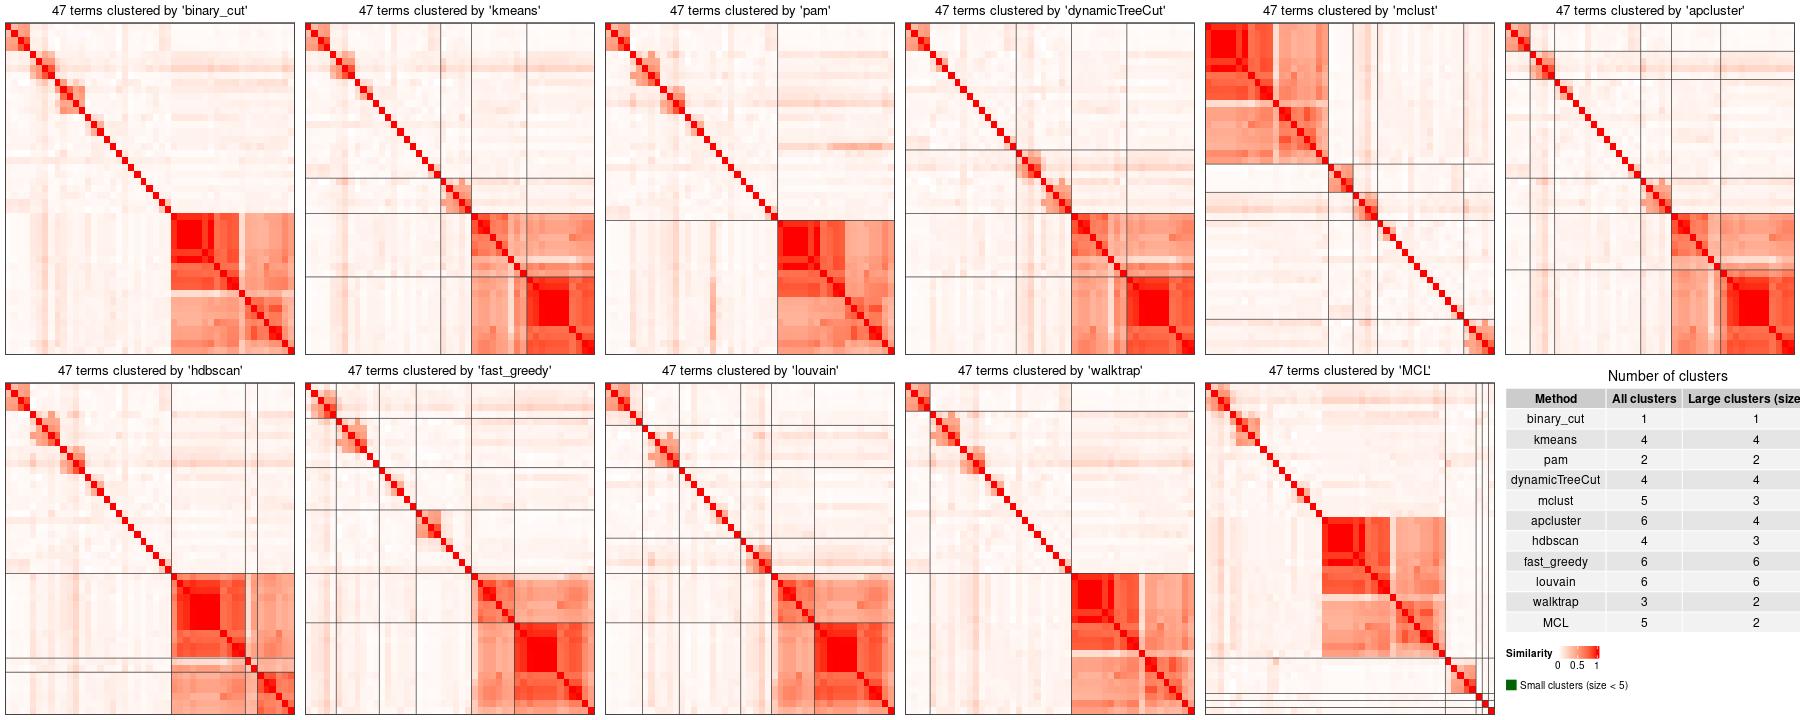 47 terms clustered by 'binary_cut'
47 terms clustered by 'kmeans'
47 terms clustered by 'pam'
47 terms clustered by 'dynamicTreeCut'
47 terms clustered by 'mclust'
47 terms clustered by 'apcluster'
47 terms clustered by 'hdbscan'
47 terms clustered by 'fast_greedy'
47 terms clustered by 'louvain'
47 terms clustered by 'walktrap'
47 terms clustered by 'MCL'
Number of clusters
Method All clusters Large clusters (size
binary_cut 1 1
kmeans 4 4
pam 2 2
dynamicTreeCut 4 4
mclust 5 3
apcluster 6 4
hdbscan 4 3
fast_greedy 6 6
louvain 6 6
walktrap 3 2
MCL 5 2
Similarity
0 0.5 1
Small clusters (size < 5)